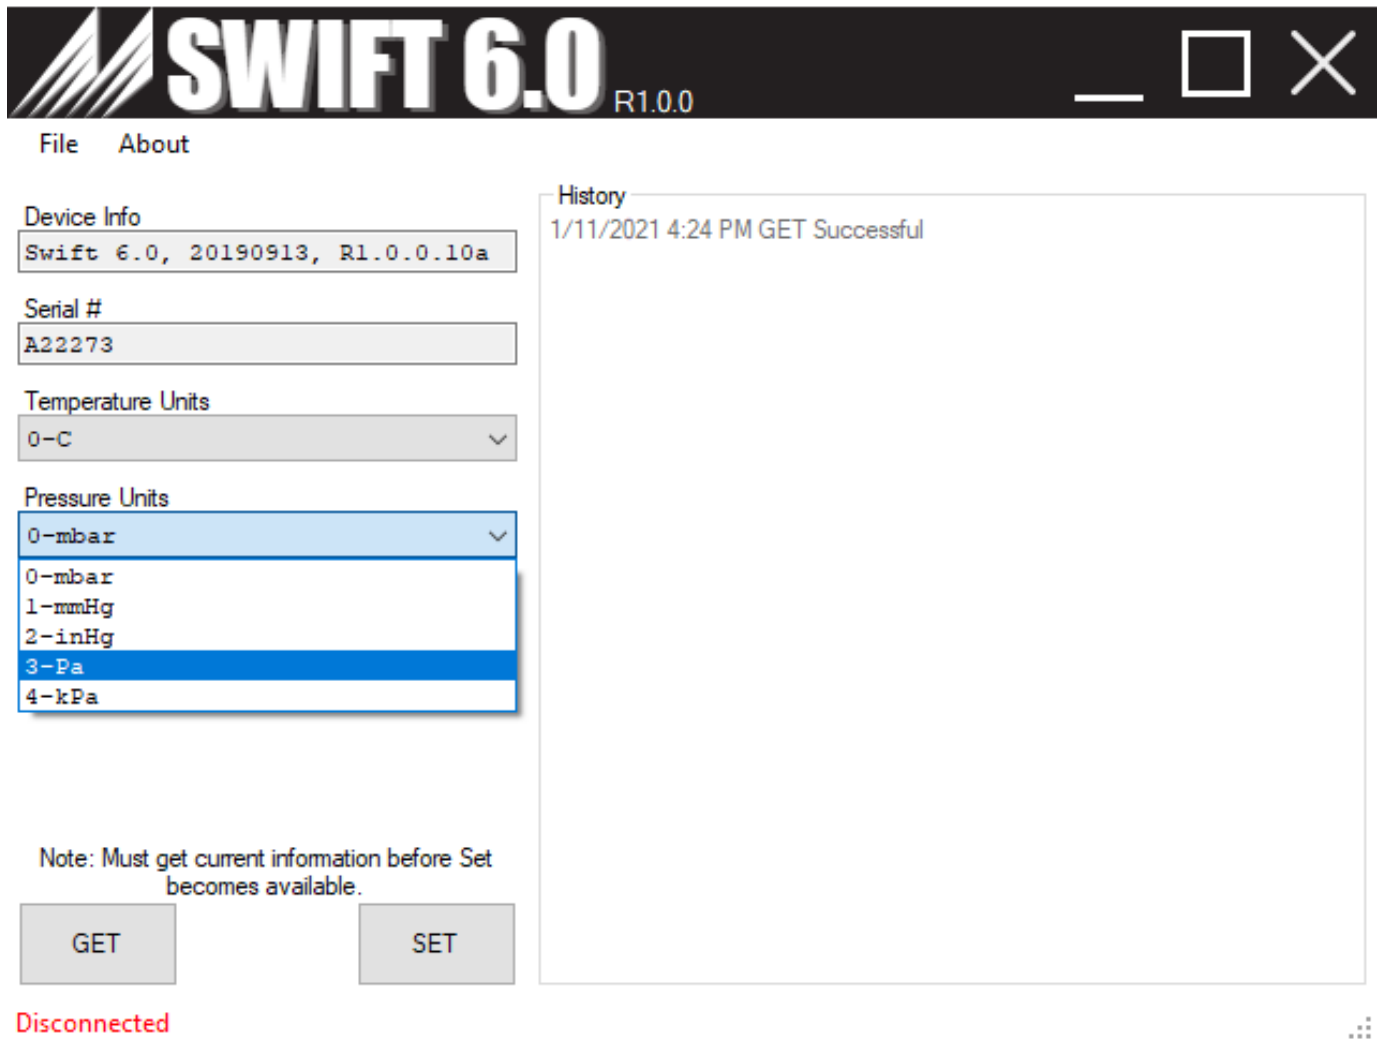 SWIFT 6.0 R1.0.0
File About
Device Info
Swift 6.0, 20190913, R1.0.0.10a
Serial #
A22273
Temperature Units
0-C
Pressure Units
0-mbar
0-mbar
1-mmHg
2-inHg
3-Pa
4-kPa
Note: Must get current information before Set
becomes available.
GET SET
Disconnected
History
1/11/2021 4:24 PM GET Successful